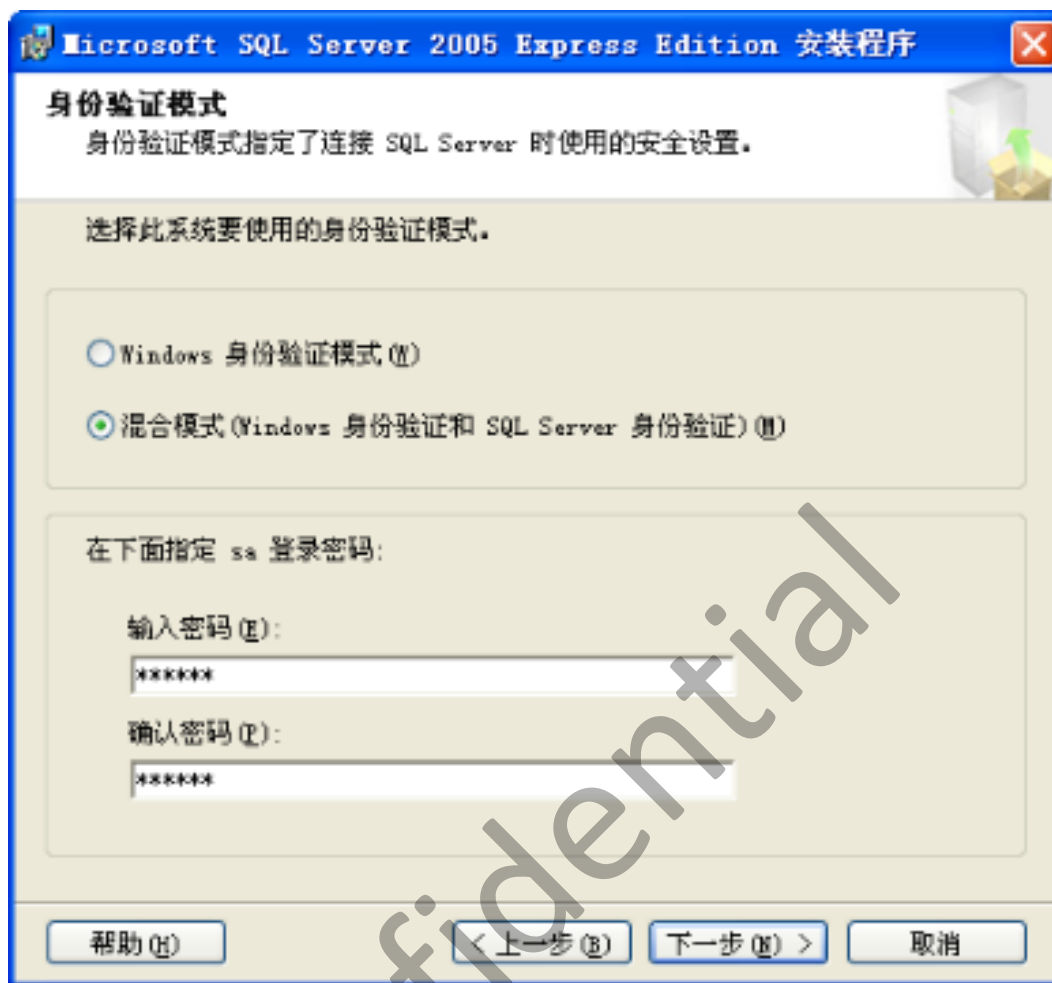 Microsoft SQL Server 2005 Express Edition 安装程序
身份验证模式
身份验证模式指定了连接 SQL Server 时使用的安全设置。
选择此系统要使用的身份验证模式。
Windows 身份验证模式(W)
混合模式(Windows 身份验证和 SQL Server 身份验证)(M)
在下面指定 sa 登录密码:
输入密码(E):
******
确认密码(P):
******
帮助(H)
< 上一步(B)
下一步(N) >
取消
fidential